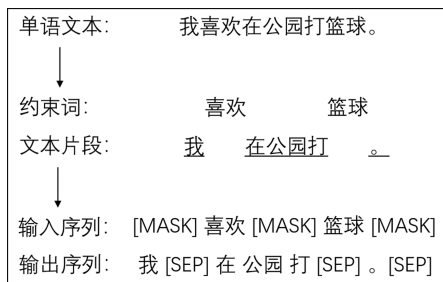 单语文本： 我喜欢在公园打篮球。
约束词： 喜欢 篮球
文本片段： 我 在公园打 。
输入序列： [MASK] 喜欢 [MASK] 篮球 [MASK]
输出序列： 我 [SEP] 在 公园 打 [SEP] 。[SEP]